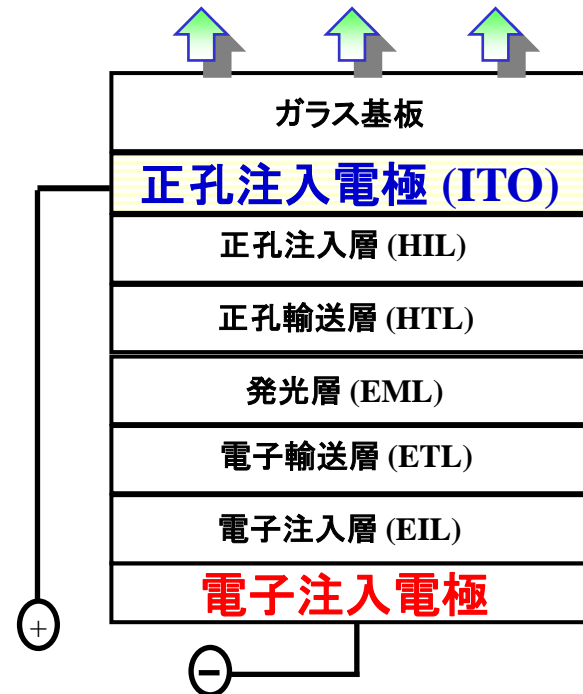 ガラス基板
正孔注入電極 (ITO)
正孔注入層 (HIL)
正孔輸送層 (HTL)
発光層 (EML)
電子輸送層 (ETL)
電子注入層 (EIL)
電子注入電極
+
−